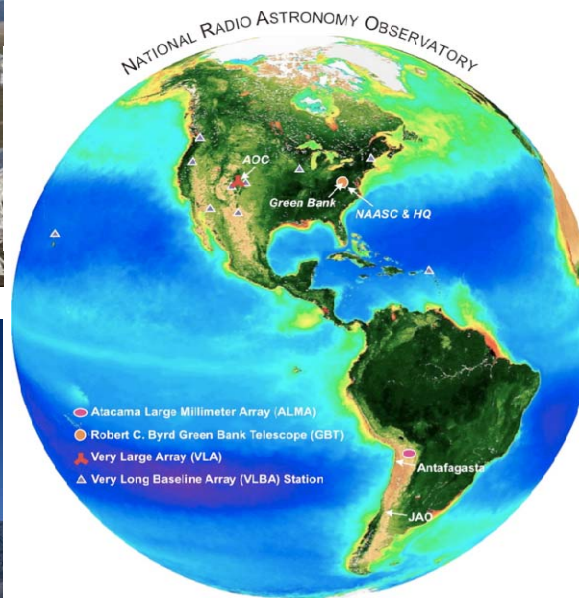 NATIONAL RADIO ASTRONOMY OBSERVATORY
AOC
Green Bank
NAASC & HQ
Atacama Large Millimeter Array (ALMA)
Robert C. Byrd Green Bank Telescope (GBT)
Very Large Array (VLA)
Very Long Baseline Array (VLBA) Station
Antafagasta
JAO